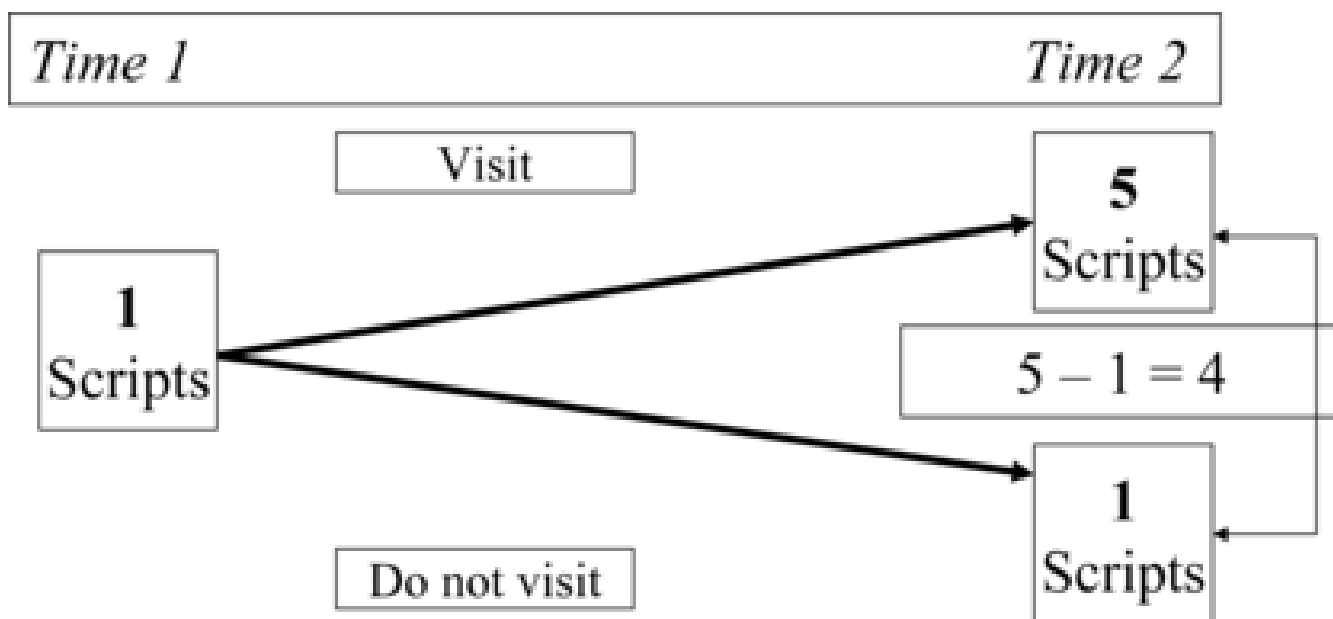 Time 1 Time 2
Visit
5
Scripts
1
Scripts
5 – 1 = 4
1
Scripts
Do not visit